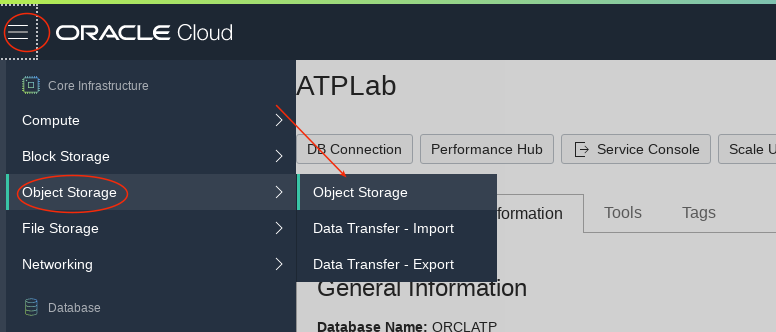 ORACLE Cloud
Core Infrastructure
Compute
Block Storage
Object Storage
File Storage
Networking
Database
ATPLab
DB Connection
Performance Hub
Service Console
Scale U
Object Storage
Data Transfer - Import
Data Transfer - Export
formation
Tools
Tags
General Information
Database Name: ORCLATP